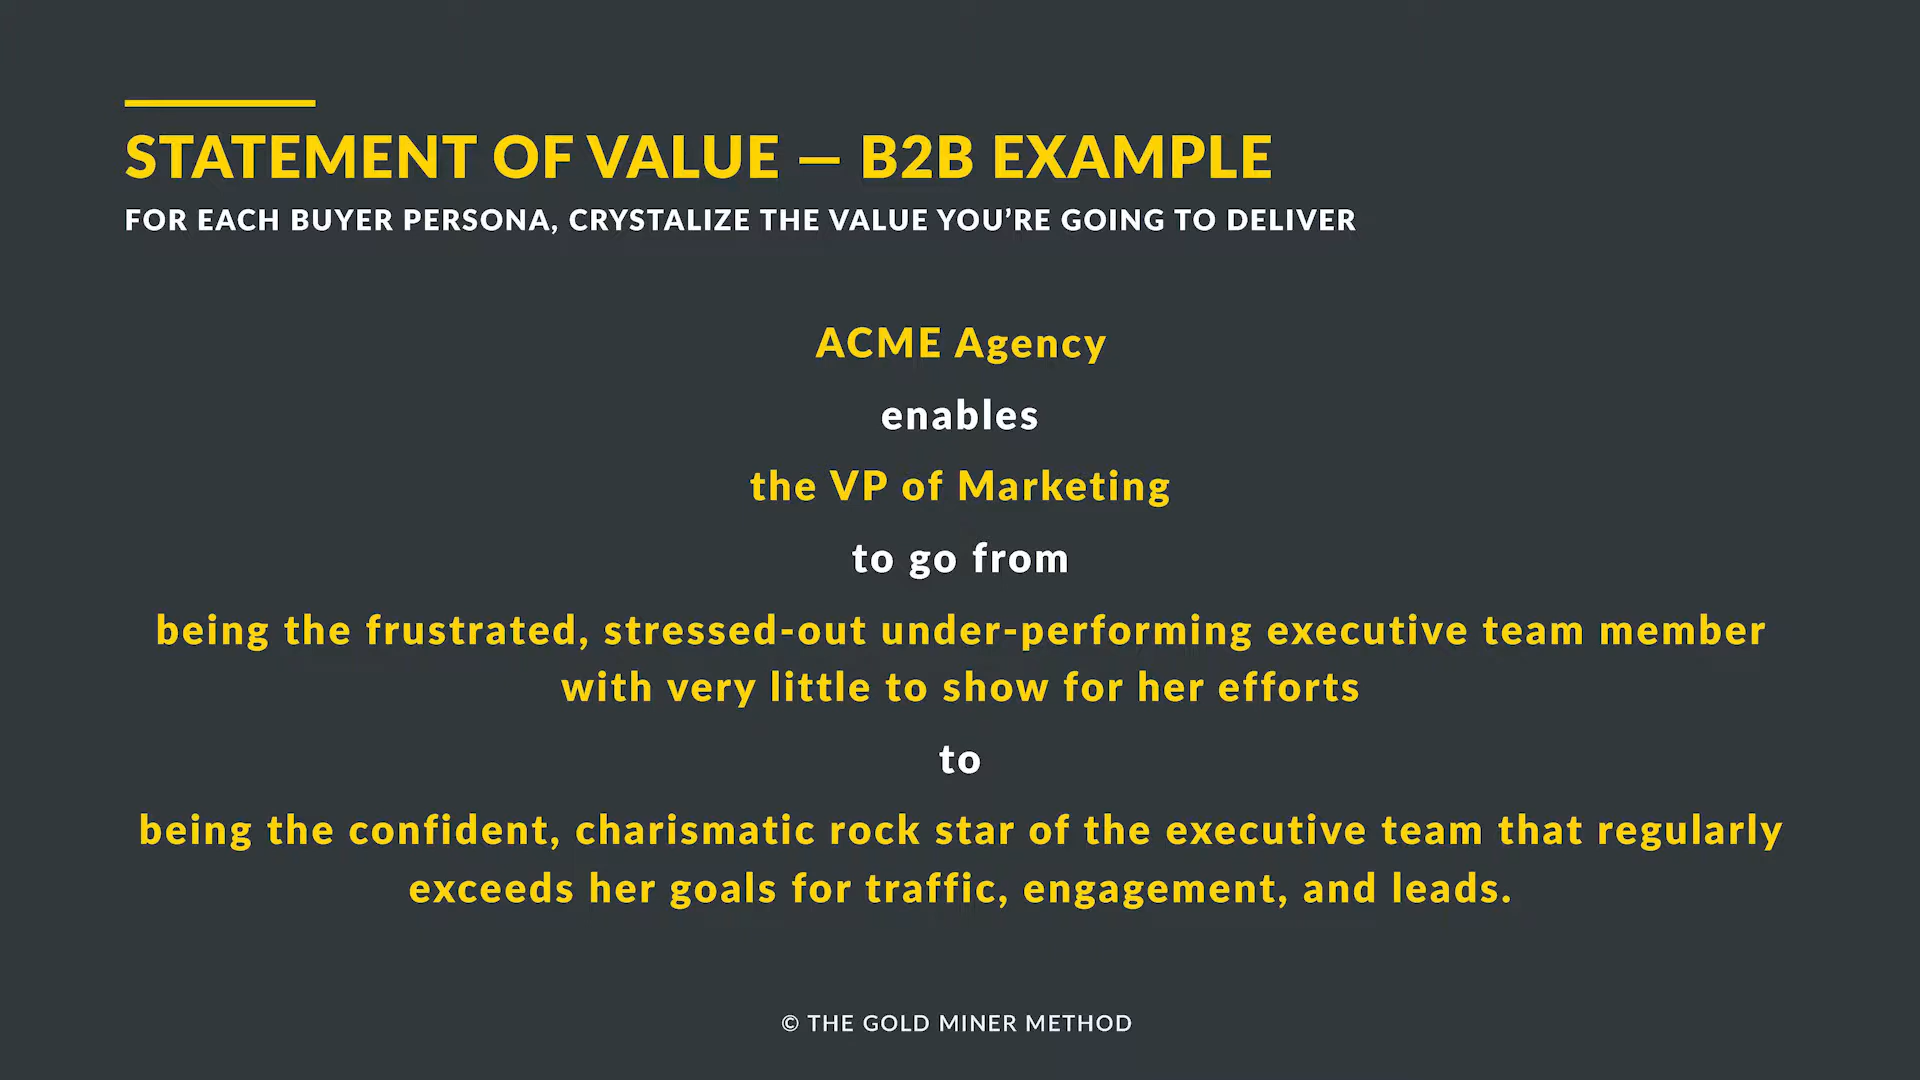 STATEMENT OF VALUE — B2B EXAMPLE
FOR EACH BUYER PERSONA, CRYSTALIZE THE VALUE YOU’RE GOING TO DELIVER
ACME Agency
enables
the VP of Marketing
to go from
being the frustrated, stressed-out under-performing executive team member
with very little to show for her efforts
to
being the confident, charismatic rock star of the executive team that regularly
exceeds her goals for traffic, engagement, and leads.
© THE GOLD MINER METHOD